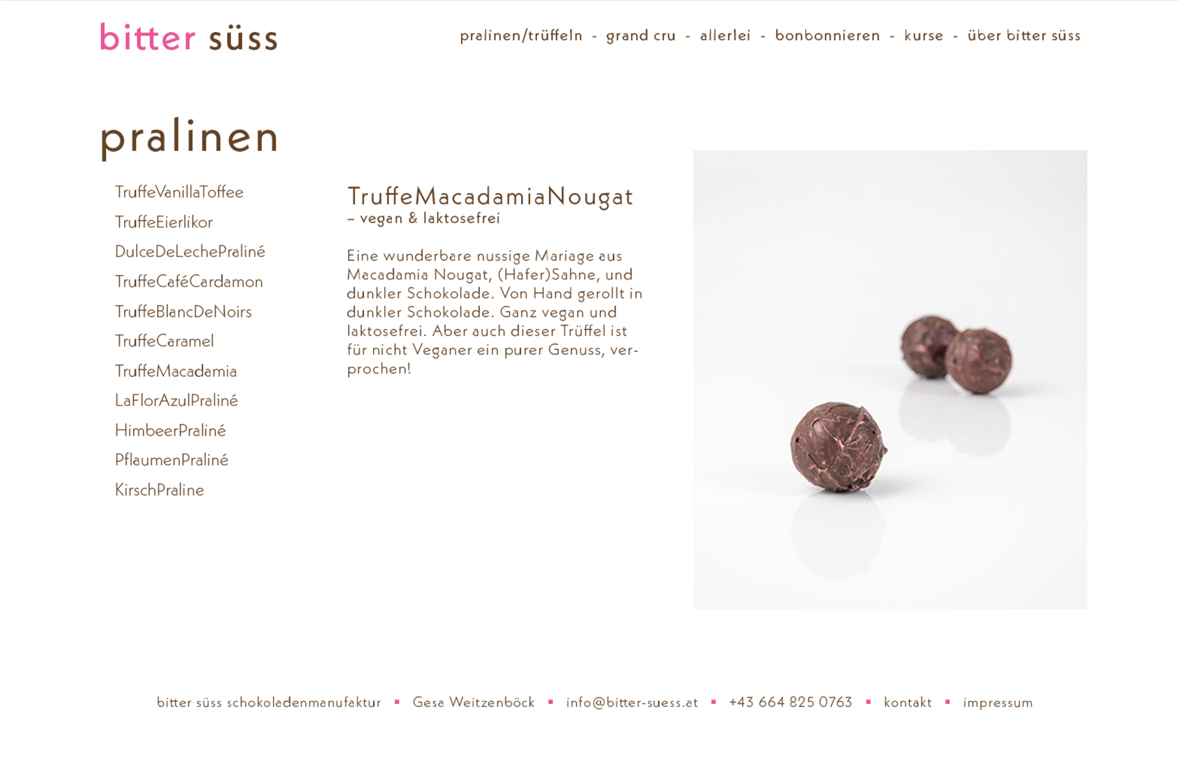 bitter süss
pralinen/trüffeln - grand cru - allerlei - bonbonnieren - kurse - über bitter süss
pralinen
TruffeVanillaToffee
TruffeEierlikor
DulceDeLechePraliné
TruffeCaféCardamon
TruffeBlancDeNoirs
TruffeCaramel
TruffeMacadamia
LaFlorAzulPraliné
HimbeerPraliné
PflaumenPraliné
KirschPraline
TruffeMacadamiaNougat
– vegan & laktosefrei
Eine wunderbare nussige Mariage aus
Macadamia Nougat, (Hafer)Sahne, und
dunkler Schokolade. Von Hand gerollt in
dunkler Schokolade. Ganz vegan und
laktosefrei. Aber auch dieser Trüffel ist
für nicht Veganer ein purer Genuss, ver-
prochen!
bitter süss schokoladenmanufaktur ▪ Gesa Weitzenböck ▪ info@bitter-suess.at ▪ +43 664 825 0763 ▪ kontakt ▪ impressum